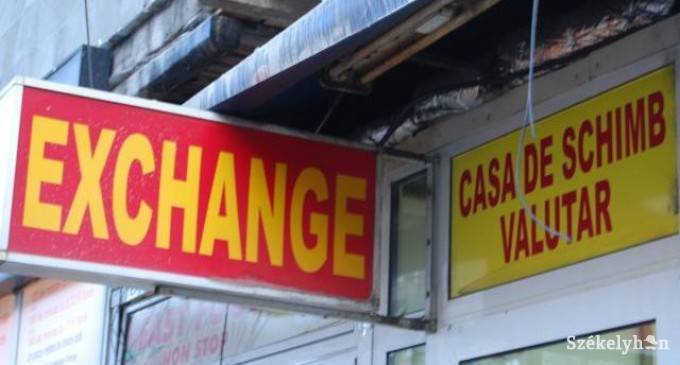 EXCHANGE
CASA DE SCHIMB
VALUTAR
NON STOP
Székelyhon